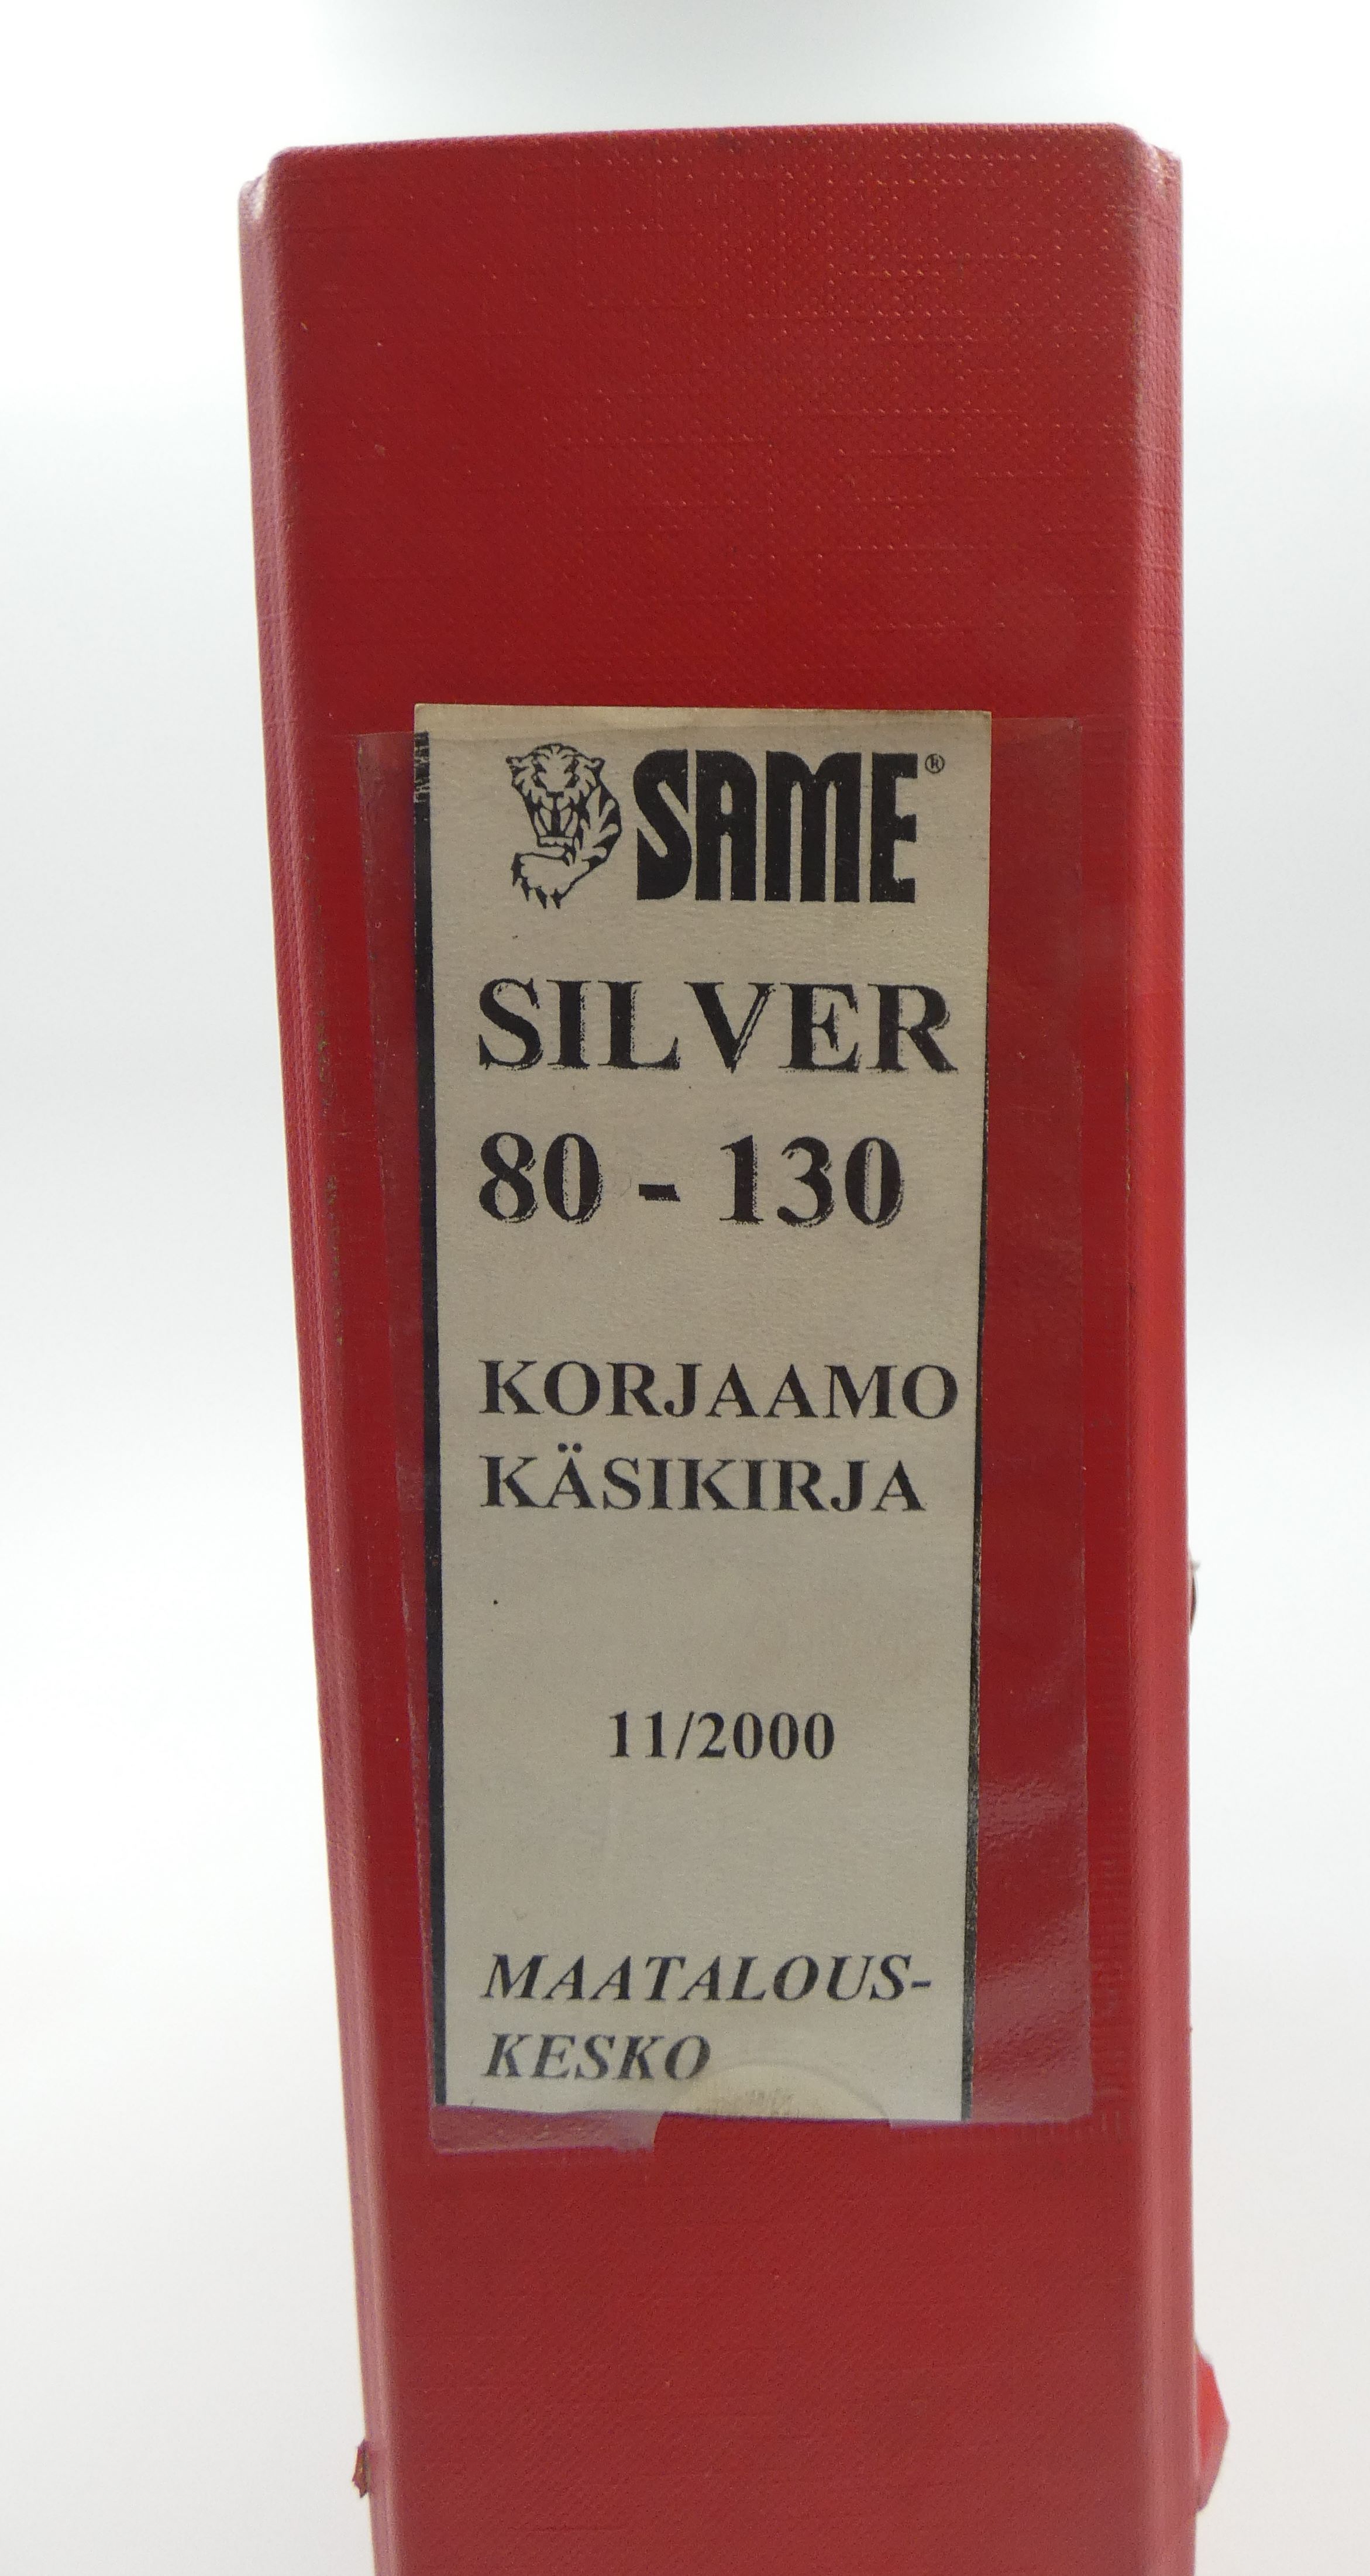 SAME®
SILVER
80 - 130
KORJAAMO
KÄSIKIRJA
11/2000
MAATALOUS-
KESKO